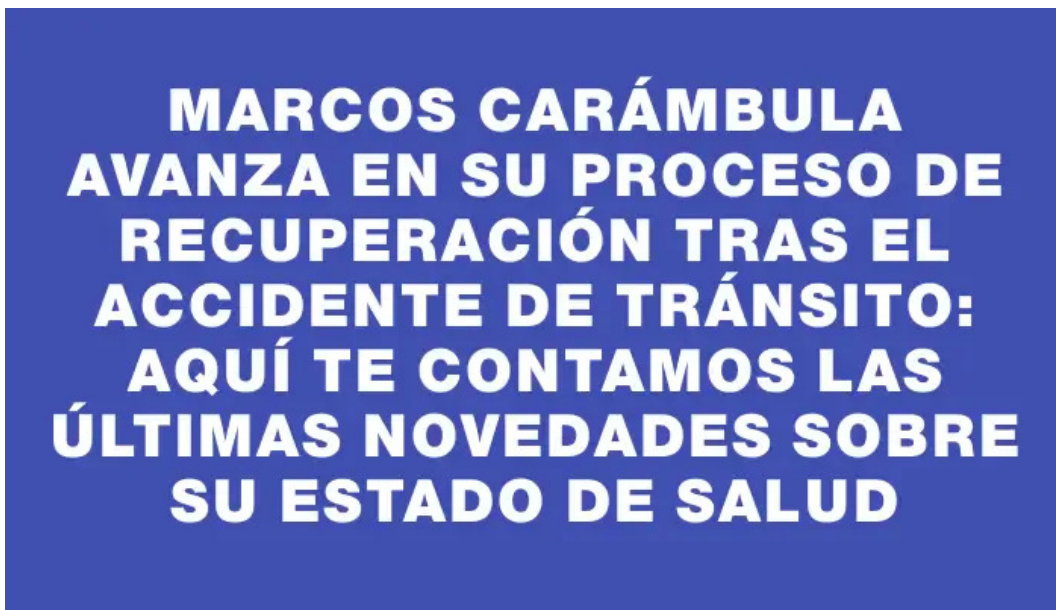 MARCOS CARÁMBULA
AVANZA EN SU PROCESO DE
RECUPERACIÓN TRAS EL
ACCIDENTE DE TRÁNSITO:
AQUÍ TE CONTAMOS LAS
ÚLTIMAS NOVEDADES SOBRE
SU ESTADO DE SALUD